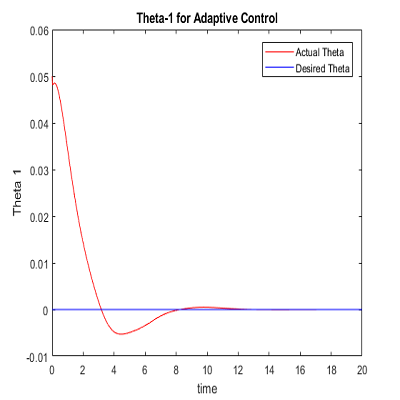 Theta-1 for Adaptive Control
Actual Theta
Desired Theta
Theta 1
0.06
0.05
0.04
0.03
0.02
0.01
0
-0.01
0 2 4 6 8 10 12 14 16 18 20
time